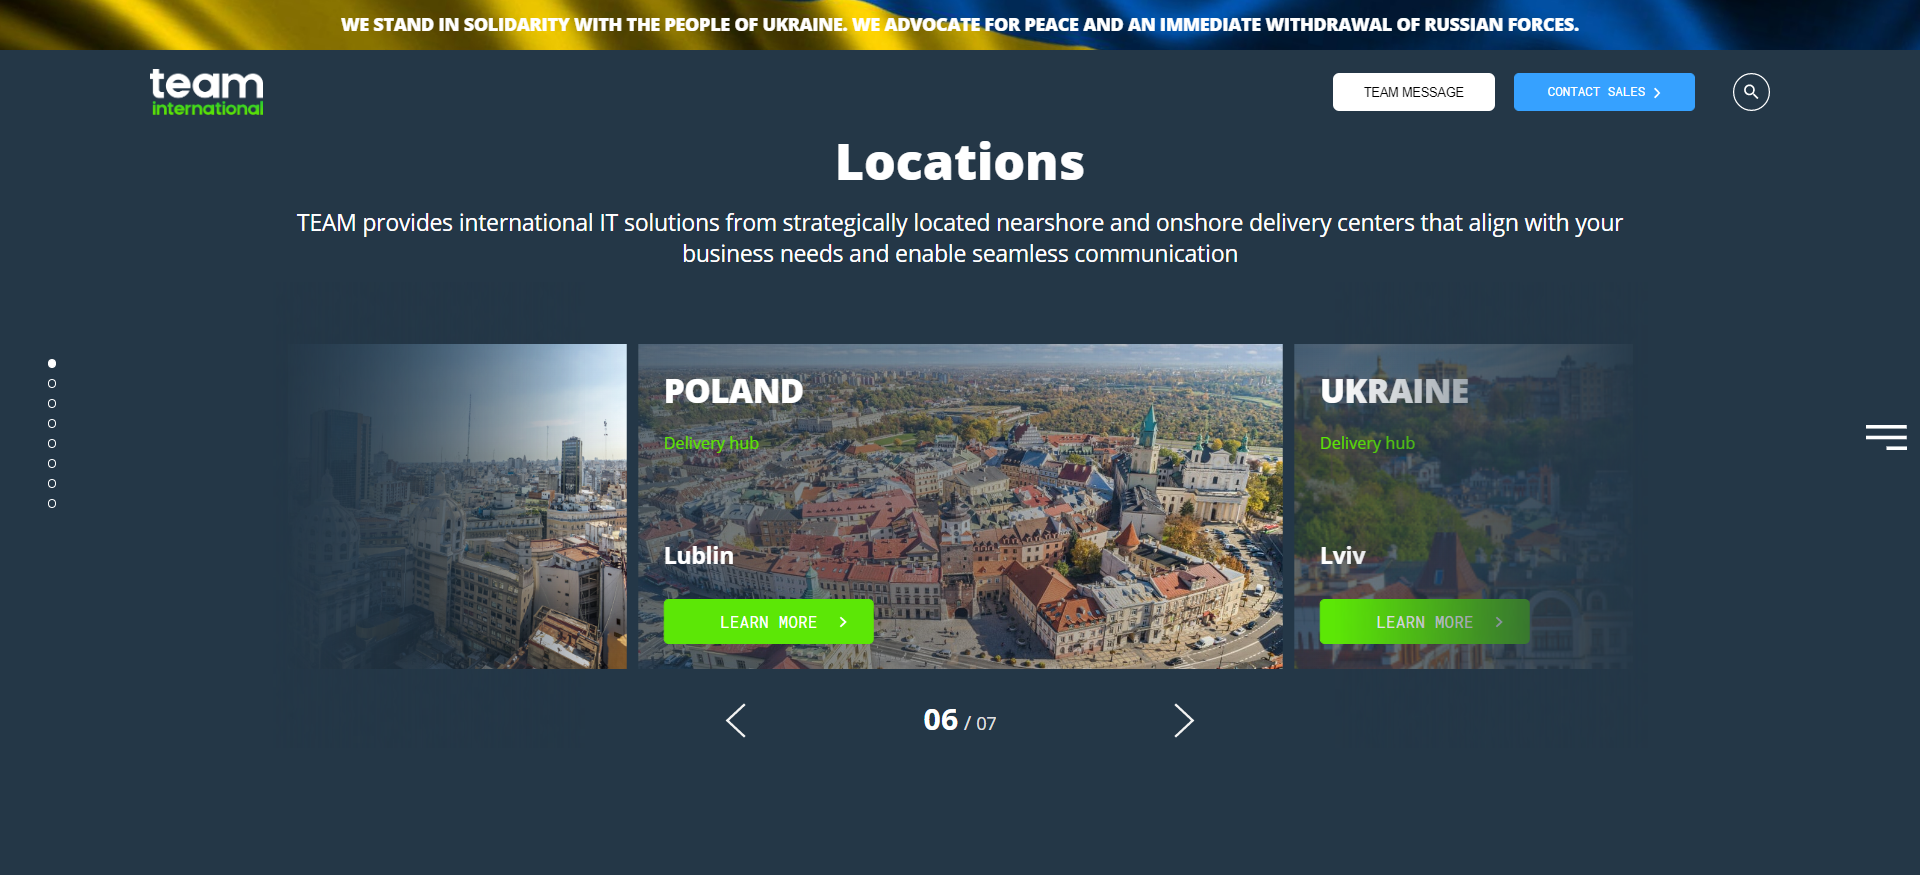 WE STAND IN SOLIDARITY WITH THE PEOPLE OF UKRAINE. WE ADVOCATE FOR PEACE AND AN IMMEDIATE WITHDRAWAL OF RUSSIAN FORCES.
team
international
TEAM MESSAGE
CONTACT SALES
Locations
TEAM provides international IT solutions from strategically located nearshore and onshore delivery centers that align with your
business needs and enable seamless communication
POLAND
Delivery hub
Lublin
LEARN MORE
UKRAINE
Delivery hub
Lviv
LEARN MORE
06 / 07